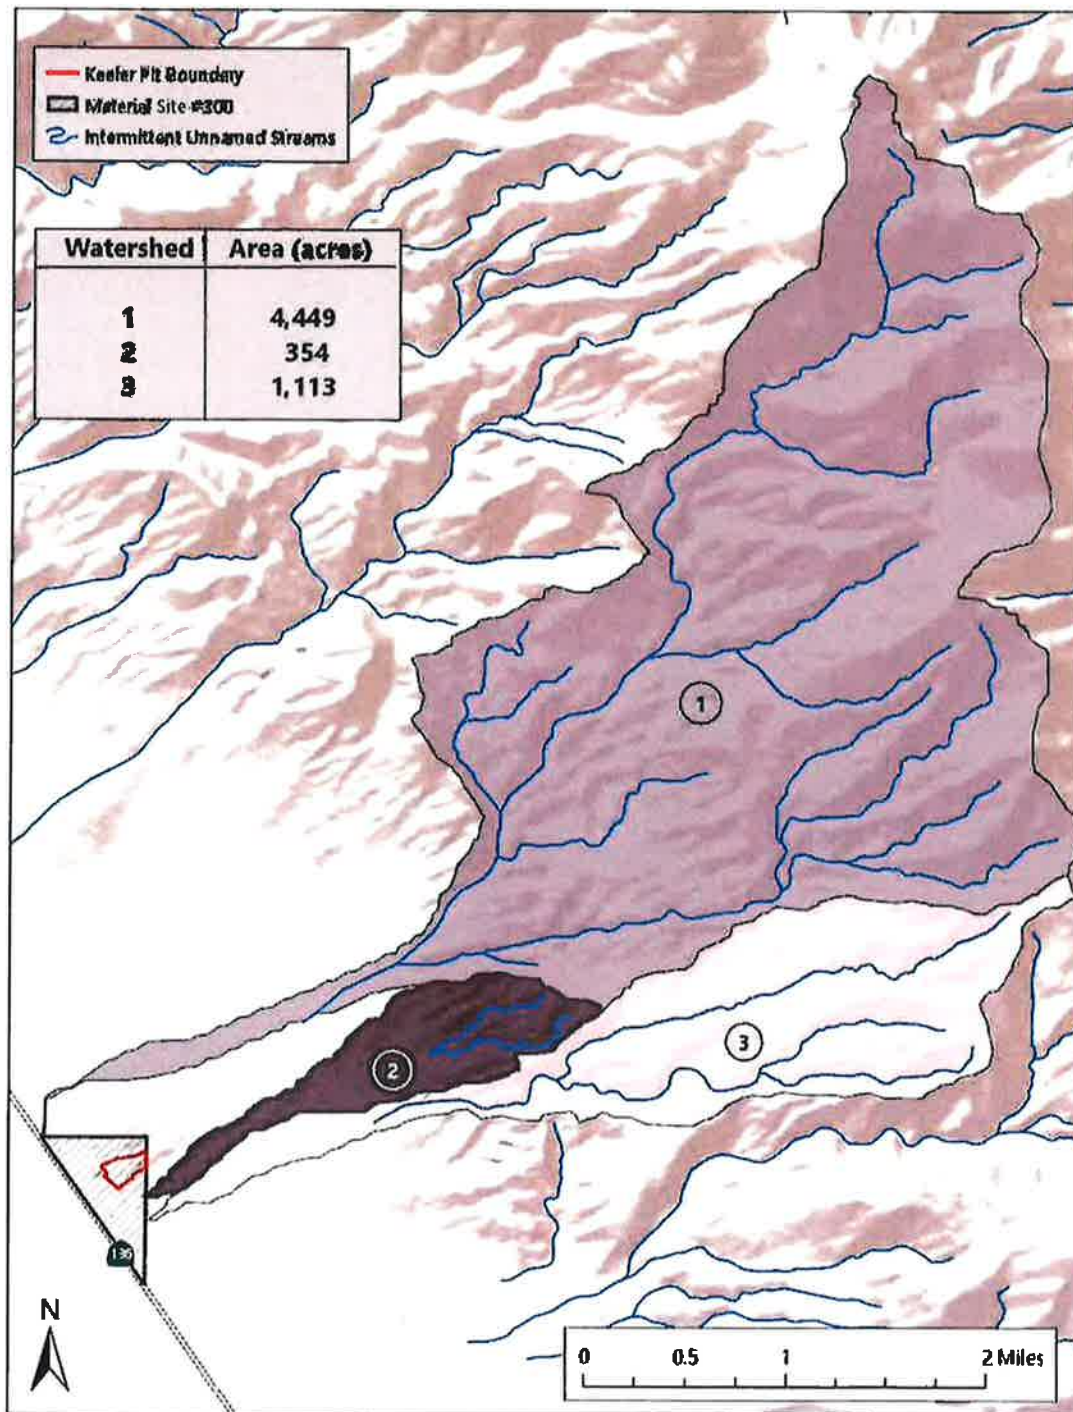 Keeler Pit Boundary
Material Site #300
Intermittent Unnamed Streams
Watershed Area (acres)
1 4,449
2 354
3 1,113
1
2
3
136
N
0 0.5 1 2 Miles